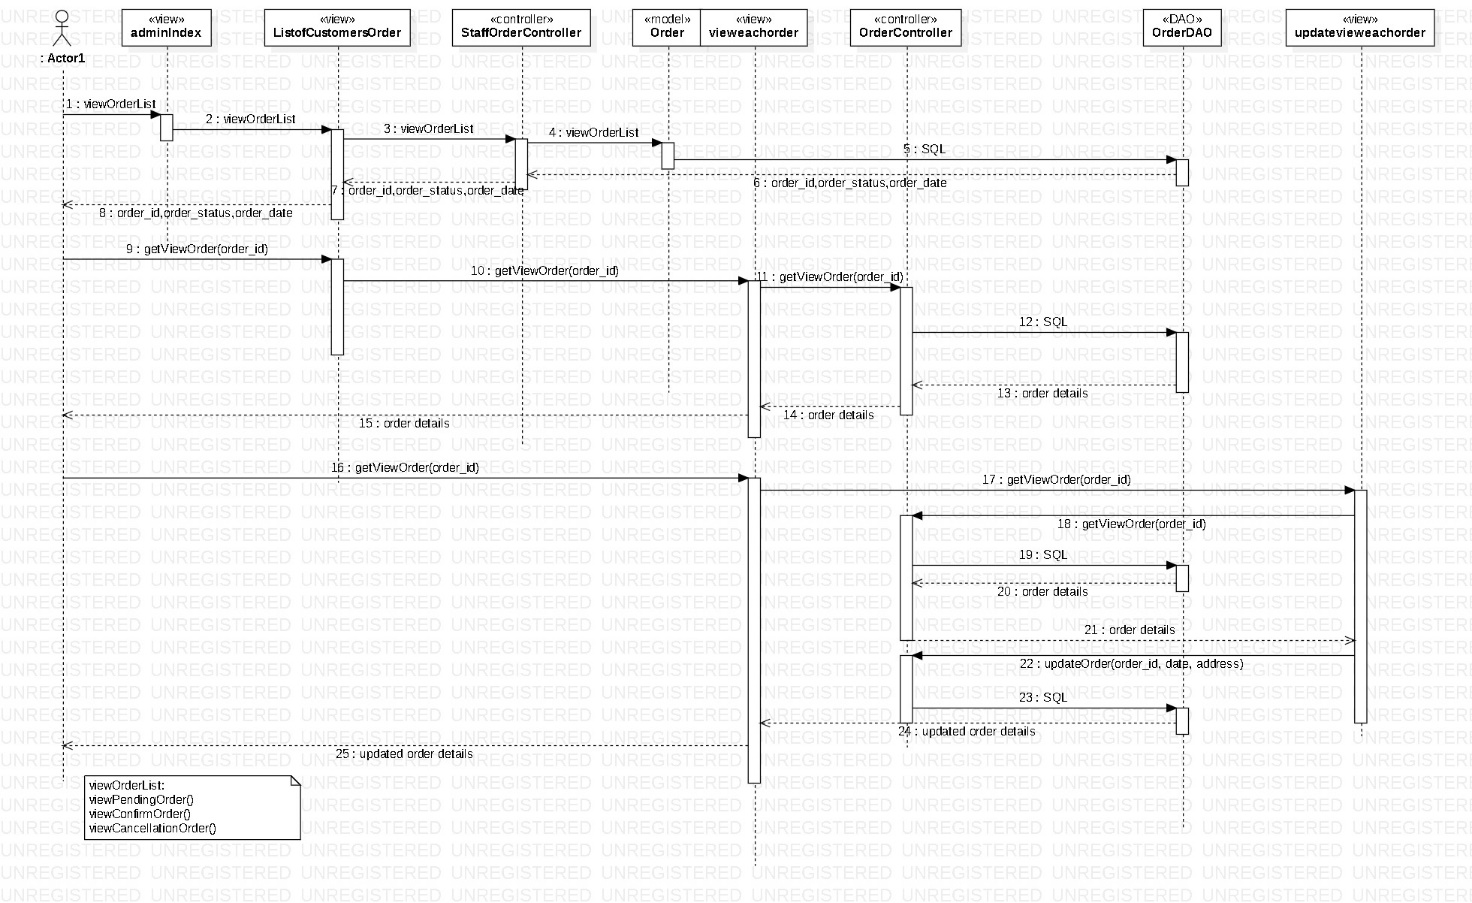 «view»
adminIndex
«view»
ListofCustomersOrder
«controller»
StaffOrderController
«model»
Order
«view»
vieweachorder
«controller»
OrderController
«DAO»
OrderDAO
«view»
updatevieweachorder
: Actor1
1 : viewOrderList
2 : viewOrderList
3 : viewOrderList
4 : viewOrderList
5 : SQL
6 : order_id,order_status,order_date
7 : order_id,order_status,order_date
8 : order_id,order_status,order_date
9 : getViewOrder(order_id)
10 : getViewOrder(order_id)
11 : getViewOrder(order_id)
12 : SQL
13 : order details
14 : order details
15 : order details
16 : getViewOrder(order_id)
17 : getViewOrder(order_id)
18 : getViewOrder(order_id)
19 : SQL
20 : order details
21 : order details
22 : updateOrder(order_id, date, address)
23 : SQL
24 : updated order details
25 : updated order details
viewOrderList:
viewPendingOrder()
viewConfirmOrder()
viewCancellationOrder()
UNREGISTERED